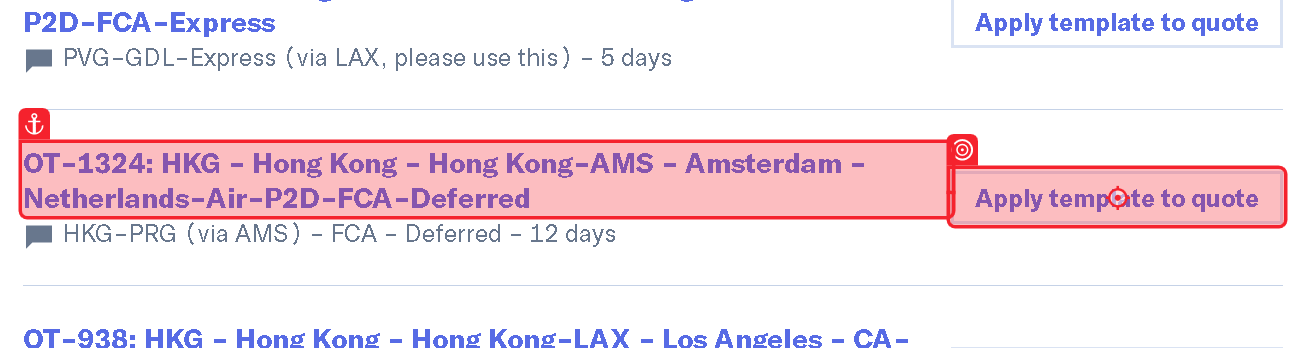 P2D-FCA-Express
Apply template to quote
PVG-GDL-Express (via LAX, please use this) - 5 days
OT-1324: HKG - Hong Kong - Hong Kong-AMS - Amsterdam -
Netherlands-Air-P2D-FCA-Deferred
Apply template to quote
HKG-PRG (via AMS) - FCA - Deferred - 12 days
OT-938: HKG - Hong Kong - Hong Kong-LAX - Los Angeles - CA-